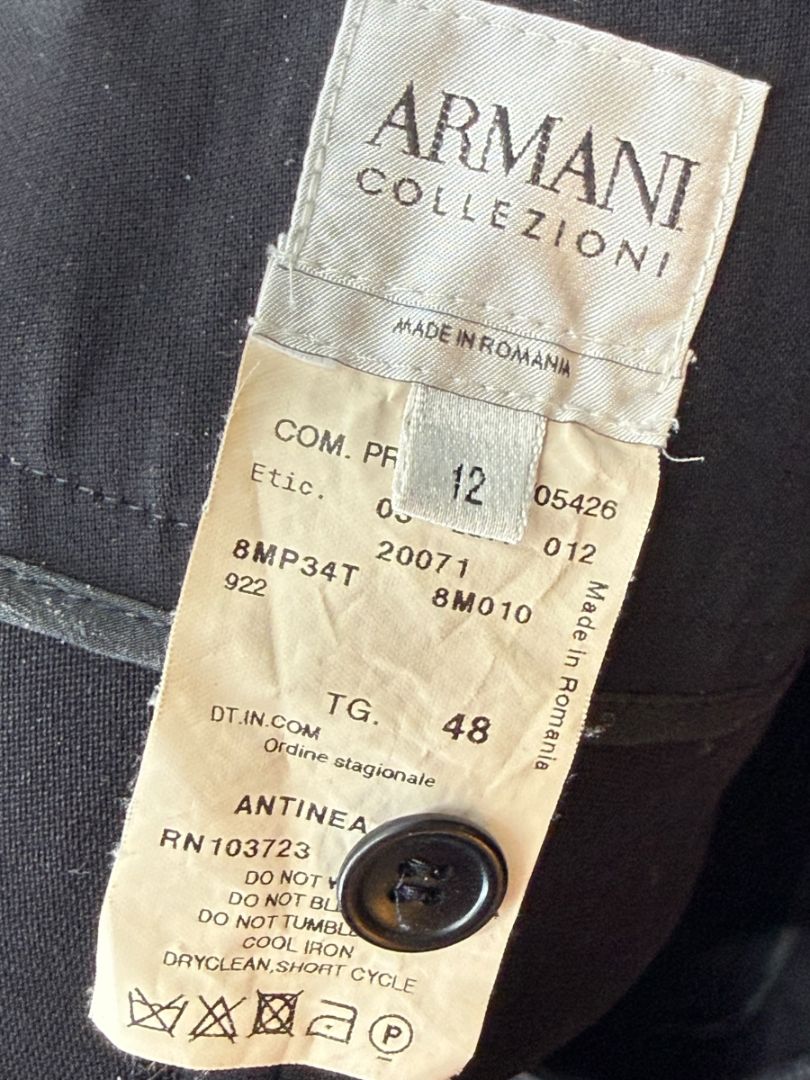 ARMANI
COLLEZIONI
MADE IN ROMANIA
12
COM. PR 05426
Etic. 012
20071
8MP34T 8M010
922
Made in Romania
TG. 48
DT.IN.COM
Ordine stagionale
ANTINEA
RN103723
DO NOT
DO NOT
DO NOT TUMBL
COOL IRON
DRYCLEAN,SHORT CYCLE
P